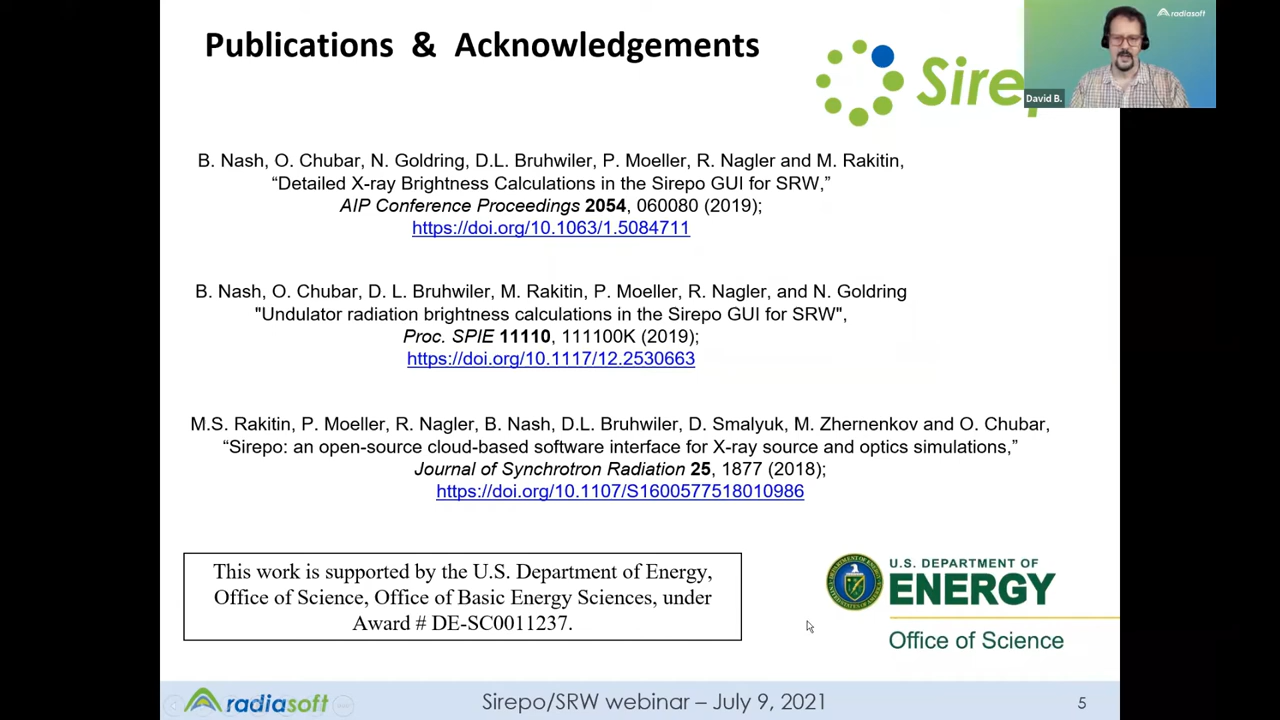 Publications & Acknowledgements
radiasoft
David B.
B. Nash, O. Chubar, N. Goldring, D.L. Bruhwiler, P. Moeller, R. Nagler and M. Rakitin,
“Detailed X-ray Brightness Calculations in the Sirepo GUI for SRW,”
AIP Conference Proceedings 2054, 060080 (2019);
https://doi.org/10.1063/1.5084711
B. Nash, O. Chubar, D. L. Bruhwiler, M. Rakitin, P. Moeller, R. Nagler, and N. Goldring
"Undulator radiation brightness calculations in the Sirepo GUI for SRW",
Proc. SPIE 11110, 111100K (2019);
https://doi.org/10.1117/12.2530663
M.S. Rakitin, P. Moeller, R. Nagler, B. Nash, D.L. Bruhwiler, D. Smalyuk, M. Zhernenkov and O. Chubar,
“Sirepo: an open-source cloud-based software interface for X-ray source and optics simulations,”
Journal of Synchrotron Radiation 25, 1877 (2018);
https://doi.org/10.1107/S1600577518010986
This work is supported by the U.S. Department of Energy,
Office of Science, Office of Basic Energy Sciences, under
Award # DE-SC0011237.
U.S. DEPARTMENT OF
ENERGY
Office of Science
radiasoft
Sirepo/SRW webinar – July 9, 2021
5